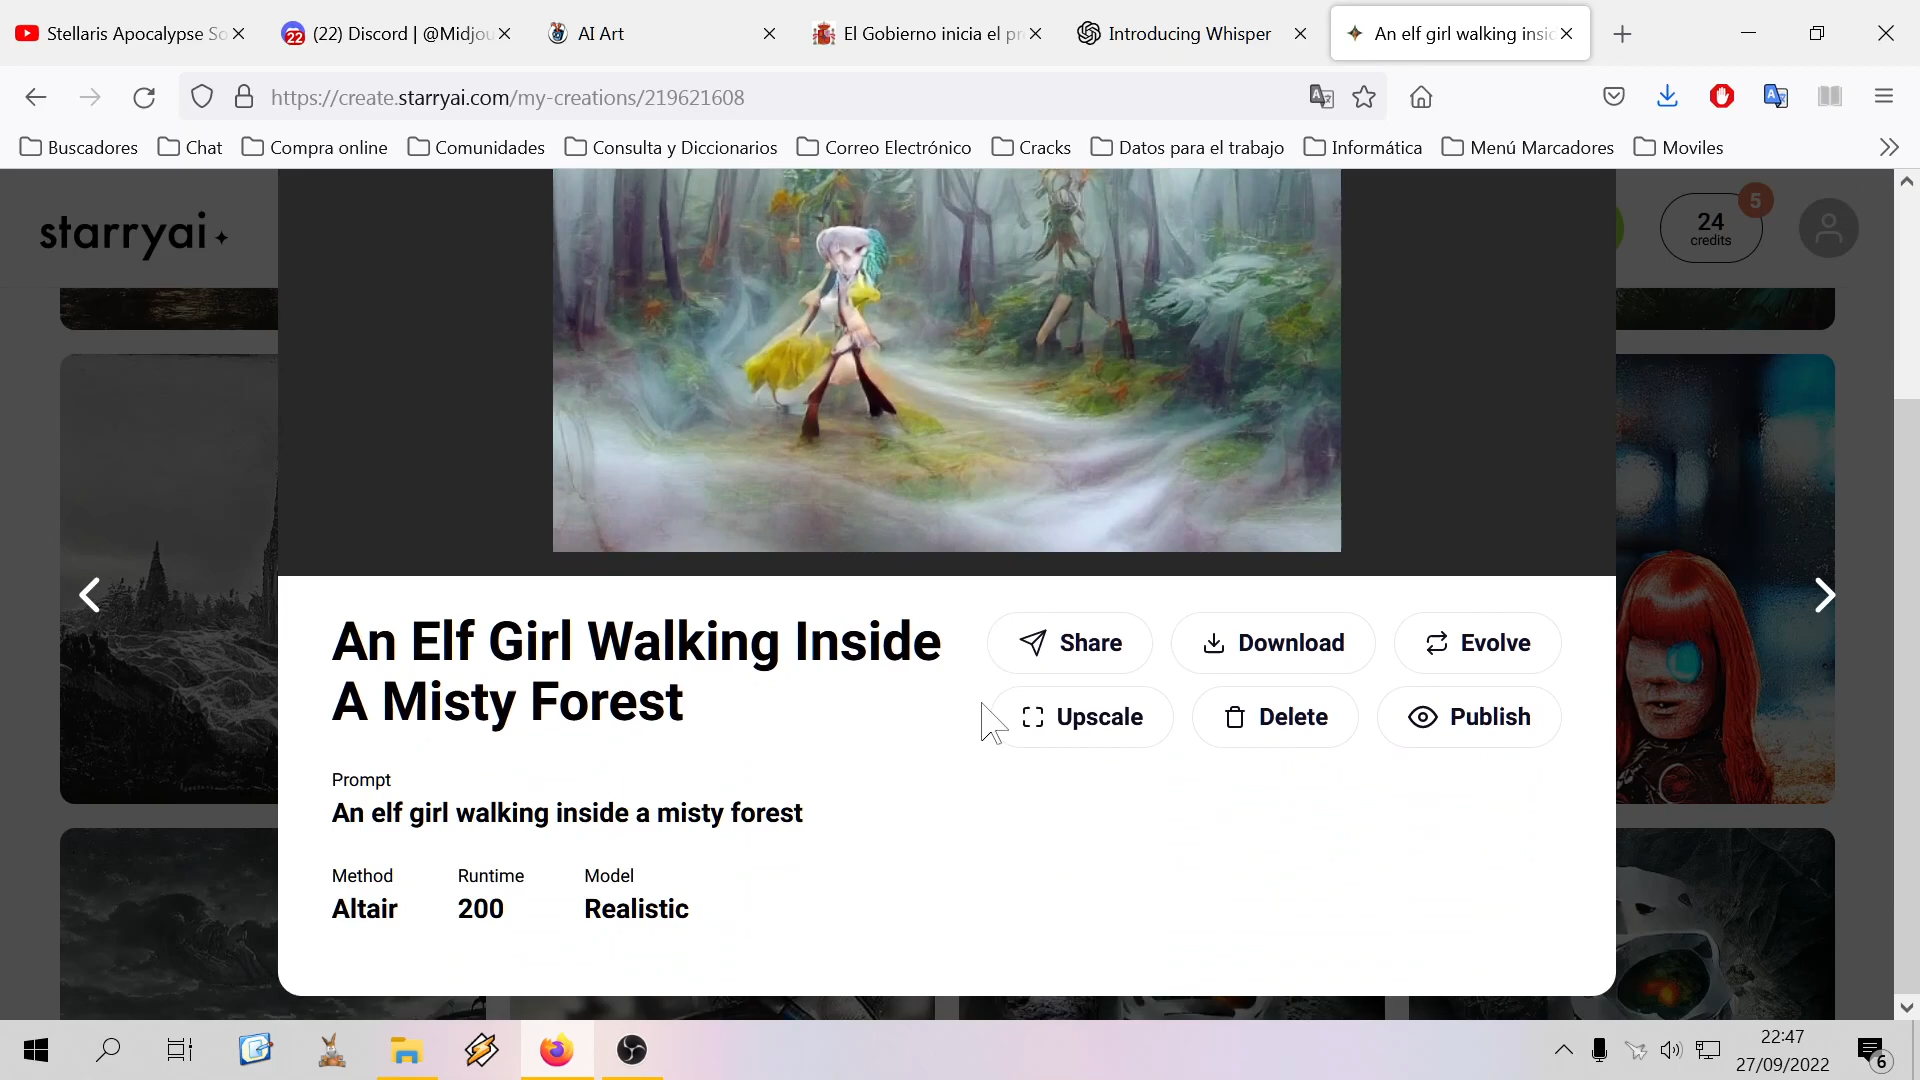 Stellaris Apocalypse So
(22) Discord | @Midjou
AI Art
El Gobierno inicia el pr
Introducing Whisper
An elf girl walking insid
https://create.starryai.com/my-creations/219621608
Buscadores
Chat
Compra online
Comunidades
Consulta y Diccionarios
Correo Electrónico
Cracks
Datos para el trabajo
Informática
Menú Marcadores
Moviles
starryai
24
credits
5
An Elf Girl Walking Inside
A Misty Forest
Share
Download
Evolve
Upscale
Delete
Publish
Prompt
An elf girl walking inside a misty forest
Method
Runtime
Model
Altair
200
Realistic
22:47
27/09/2022
6